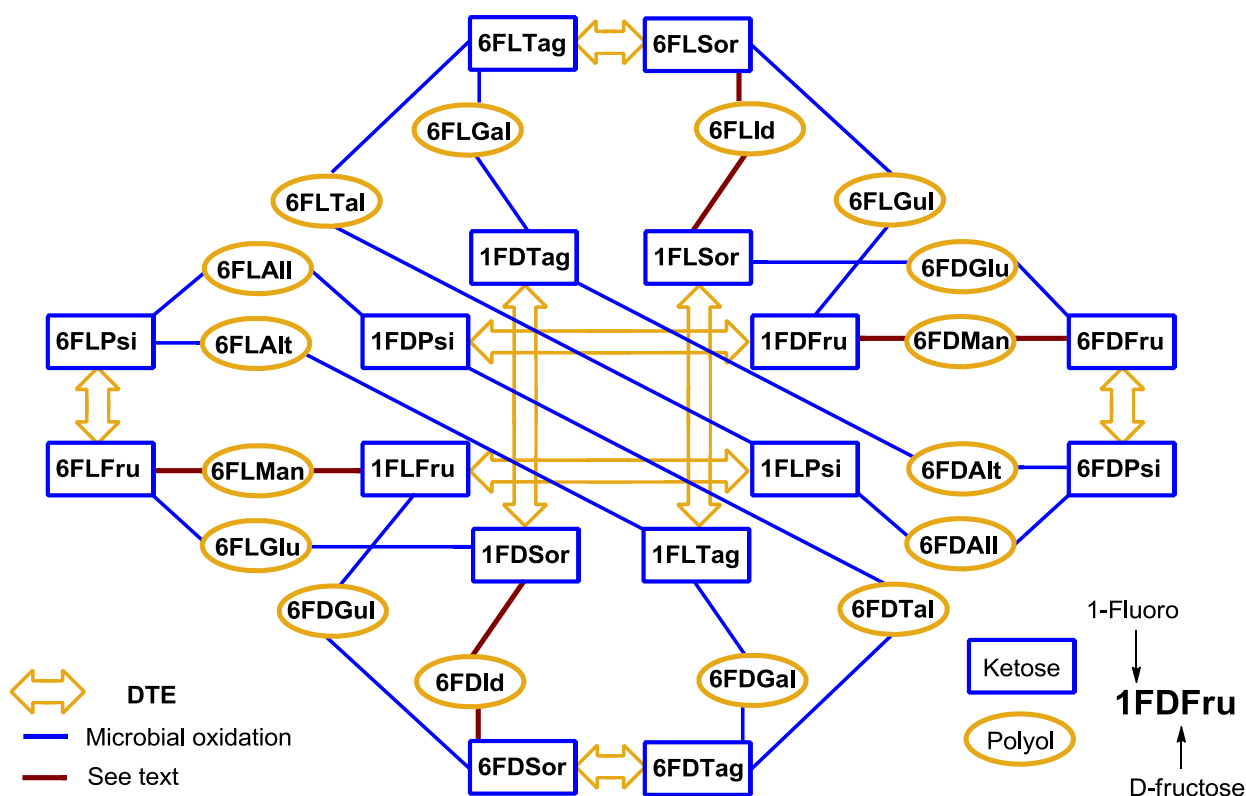 6FLTag
6FLSor
6FLGal
6FLId
6FLTal
6FLGul
1FDTag
1FLSor
6FLAll
6FDGlu
6FLPsi
6FLAlt
1FDPsi
1FDFru
6FDMan
6FDFru
6FLFru
6FLMan
1FLFru
1FLPsi
6FDAlt
6FDPsi
6FLGlu
1FDSor
1FLTag
6FDAll
6FDGul
6FDTal
6FDId
6FDGal
6FDSor
6FDTag
DTE
Microbial oxidation
See text
Ketose
Polyol
1-Fluoro
1FDFru
D-fructose